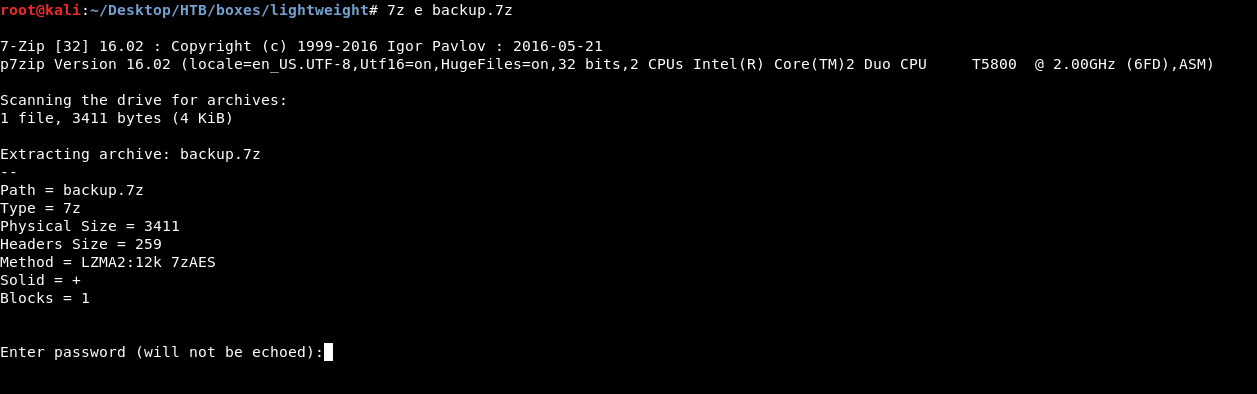 root@kali:~/Desktop/HTB/boxes/lightweight# 7z e backup.7z
7-Zip [32] 16.02 : Copyright (c) 1999-2016 Igor Pavlov : 2016-05-21
p7zip Version 16.02 (locale=en_US.UTF-8,Utf16=on,HugeFiles=on,32 bits,2 CPUs Intel(R) Core(TM)2 Duo CPU     T5800  @ 2.00GHz (6FD),ASM)
Scanning the drive for archives:
1 file, 3411 bytes (4 KiB)
Extracting archive: backup.7z
--
Path = backup.7z
Type = 7z
Physical Size = 3411
Headers Size = 259
Method = LZMA2:12k 7zAES
Solid = +
Blocks = 1
Enter password (will not be echoed):